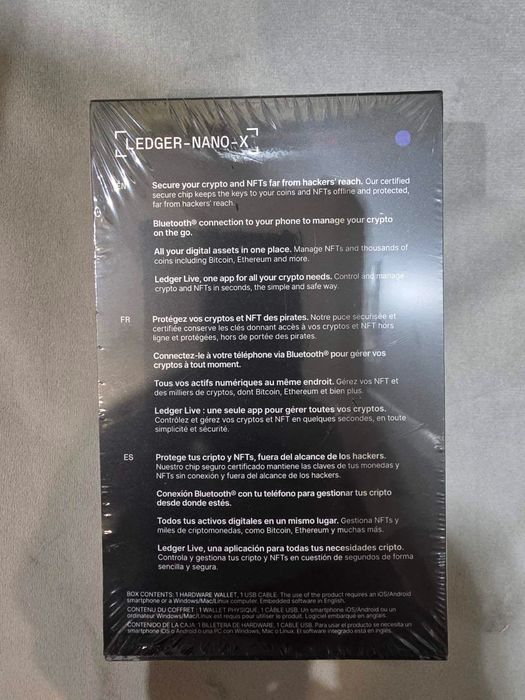 LEDGER-NANO-X
EN
Secure your crypto and NFTs far from hackers' reach. Our certified
secure chip keeps the keys to your coins and NFTs offline and protected,
far from hackers' reach.
Bluetooth® connection to your phone to manage your crypto
on the go.
All your digital assets in one place. Manage NFTs and thousands of
coins including Bitcoin, Ethereum and more.
Ledger Live, one app for all your crypto needs. Control and manage
crypto and NFTs in seconds, the simple and safe way.
FR
Protégez vos cryptos et NFT des pirates. Notre puce sécurisée et
certifiée conserve les clés donnant accès à vos cryptos et NFT hors
ligne et protégées, hors de portée des pirates.
Connectez-le à votre téléphone via Bluetooth® pour gérer vos
cryptos à tout moment.
Tous vos actifs numériques au même endroit. Gérez vos NFT et
des milliers de cryptos, dont Bitcoin, Ethereum et bien plus.
Ledger Live : une seule app pour gérer toutes vos cryptos.
Contrôlez et gérez vos cryptos et NFT en quelques secondes, en toute
simplicité et sécurité.
ES
Protege tus cripto y NFTs, fuera del alcance de los hackers.
Nuestro chip seguro certificado mantiene las claves de tus monedas y
NFTs sin conexión y fuera del alcance de los hackers.
Conexión Bluetooth® con tu teléfono para gestionar tus cripto
desde donde estés.
Todos tus activos digitales en un mismo lugar. Gestiona NFTs y
miles de criptomonedas, como Bitcoin, Ethereum y muchas más.
Ledger Live, una aplicación para todas tus necesidades cripto.
Controla y gestiona tus cripto y NFTs en cuestión de segundos de forma
sencilla y segura.
BOX CONTENTS: 1 HARDWARE WALLET, 1 USB CABLE. The use of the product requires an iOS/Android
smartphone or a Windows/Mac/Linux computer. Embedded software in English.
CONTENU DU COFFRET : 1 WALLET PHYSIQUE, 1 CÂBLE USB. Un smartphone iOS/Android ou un
ordinateur Windows/Mac/Linux est requis pour utiliser le produit. Logiciel embarqué en anglais.
CONTENIDO DE LA CAJA: 1 BILLETERA DE HARDWARE, 1 CABLE USB. Para usar el producto se necesita un
smartphone iOS o Android o una PC con Windows, Mac o Linux. El software integrado está en inglés.